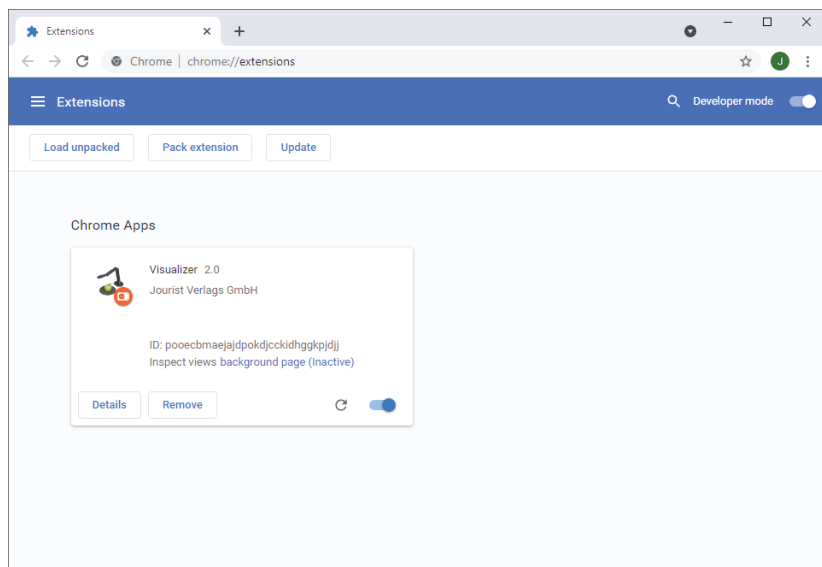 Extensions
Chrome | chrome://extensions
J
Extensions
Developer mode
Load unpacked
Pack extension
Update
Chrome Apps
Visualizer 2.0
Jourist Verlags GmbH
ID: pooecbmaejajdpokdjcckidhggkpjdjj
Inspect views background page (Inactive)
Details
Remove